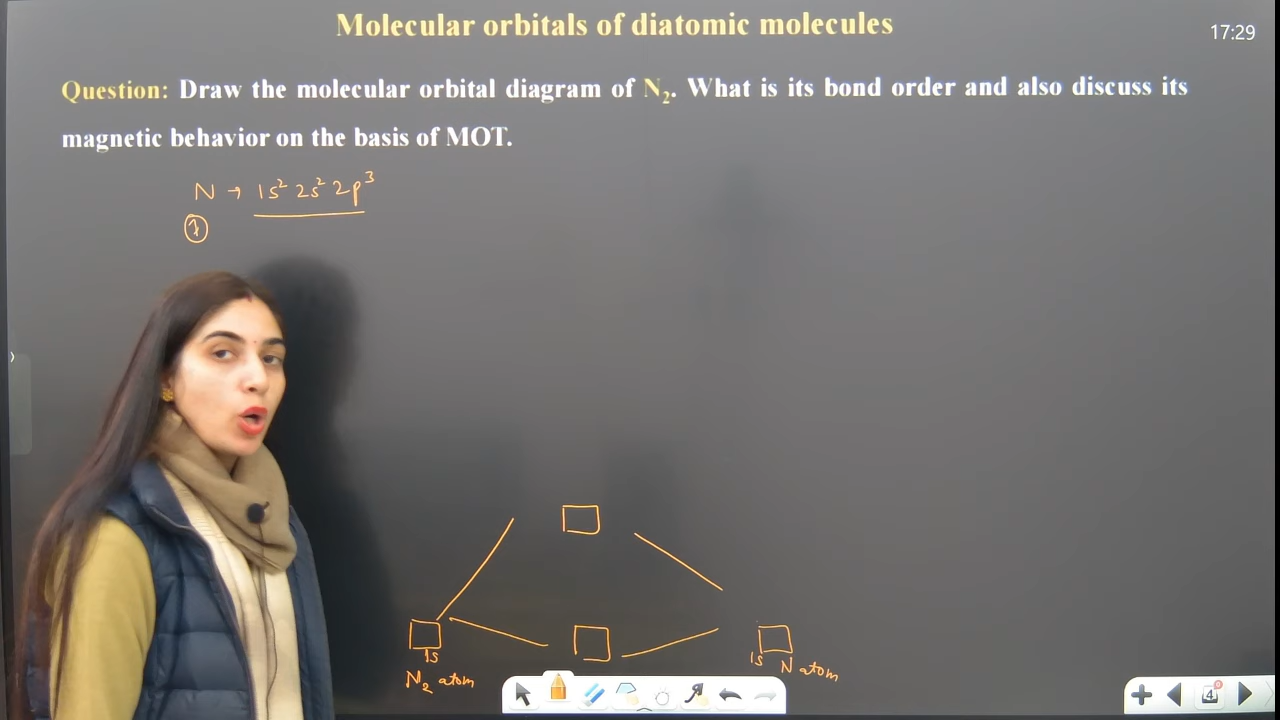 Molecular orbitals of diatomic molecules
17:29
Question: Draw the molecular orbital diagram of N₂. What is its bond order and also discuss its
magnetic behavior on the basis of MOT.
N → 1s² 2s² 2p³
7
1s
1s
N₂ atom
N atom
4